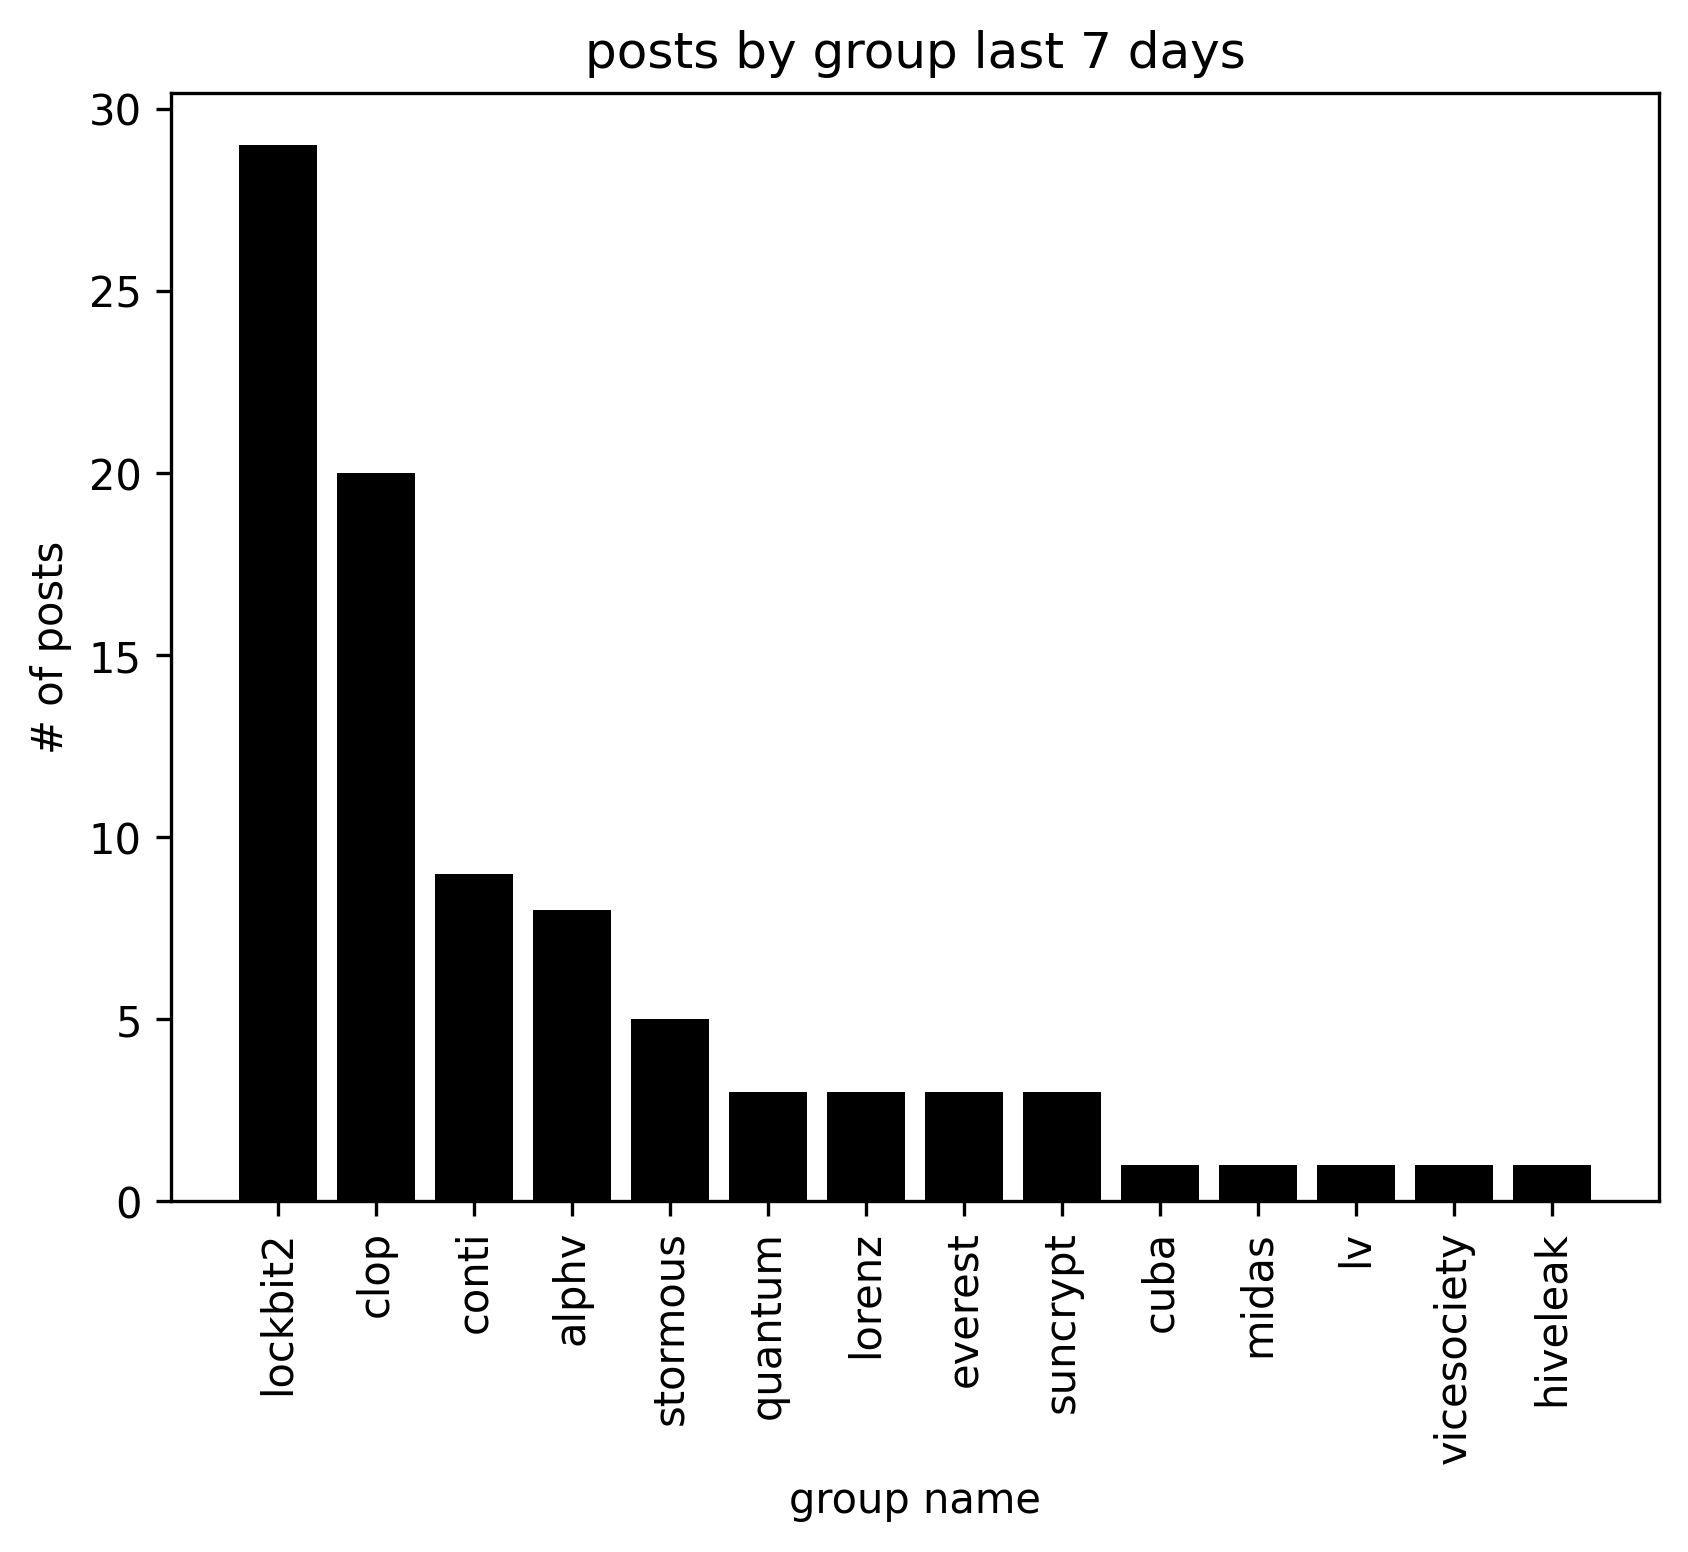 posts by group last 7 days
# of posts
30
25
20
15
10
5
0
lockbit2
clop
conti
alphv
stormous
quantum
lorenz
everest
suncrypt
cuba
midas
lv
vicesociety
hiveleak
group name